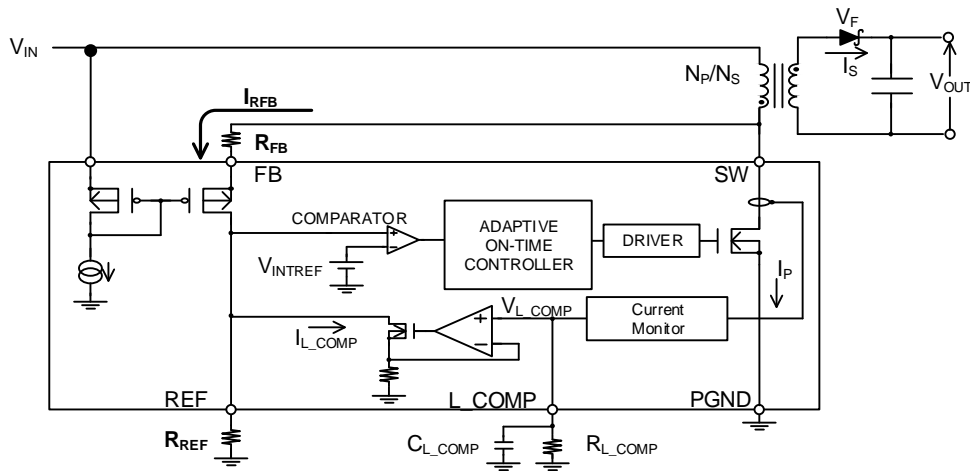 V_IN
I_RFB
R_FB
N_P/N_S
V_F
I_S
V_OUT
FB
SW
COMPARATOR
+
−
V_INTREF
ADAPTIVE
ON-TIME
CONTROLLER
DRIVER
I_P
V_L_COMP
Current
Monitor
+
−
I_L_COMP
REF
L_COMP
PGND
R_REF
C_L_COMP
R_L_COMP